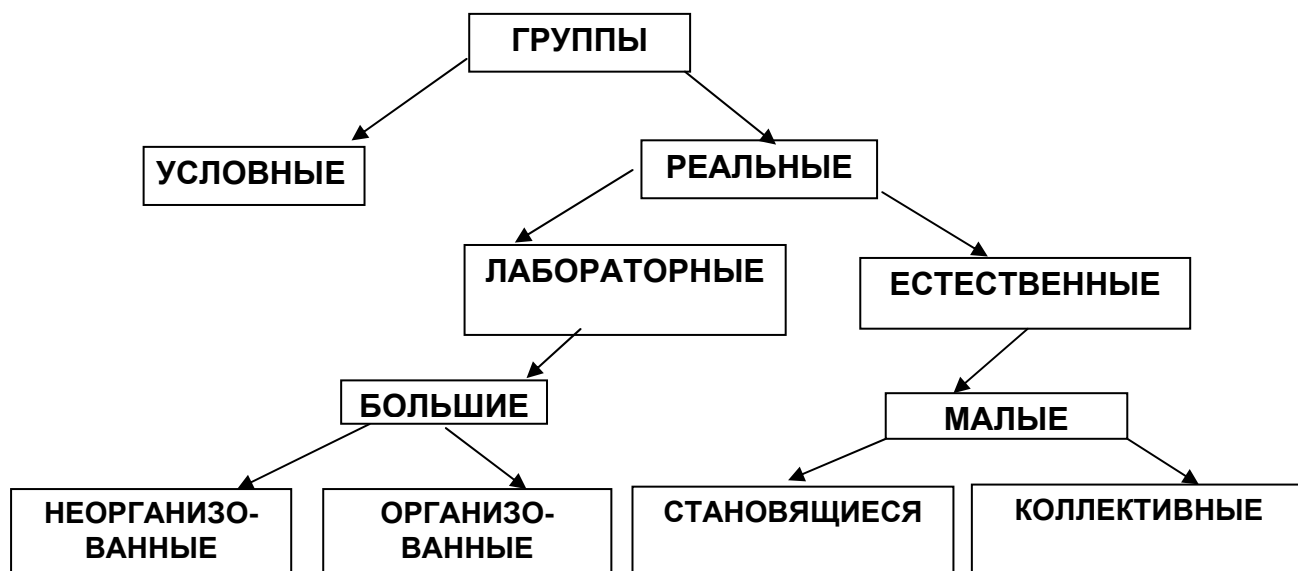 ГРУППЫ
УСЛОВНЫЕ
РЕАЛЬНЫЕ
ЛАБОРАТОРНЫЕ
ЕСТЕСТВЕННЫЕ
БОЛЬШИЕ
МАЛЫЕ
НЕОРГАНИЗО-
ВАННЫЕ
ОРГАНИЗО-
ВАННЫЕ
СТАНОВЯЩИЕСЯ
КОЛЛЕКТИВНЫЕ